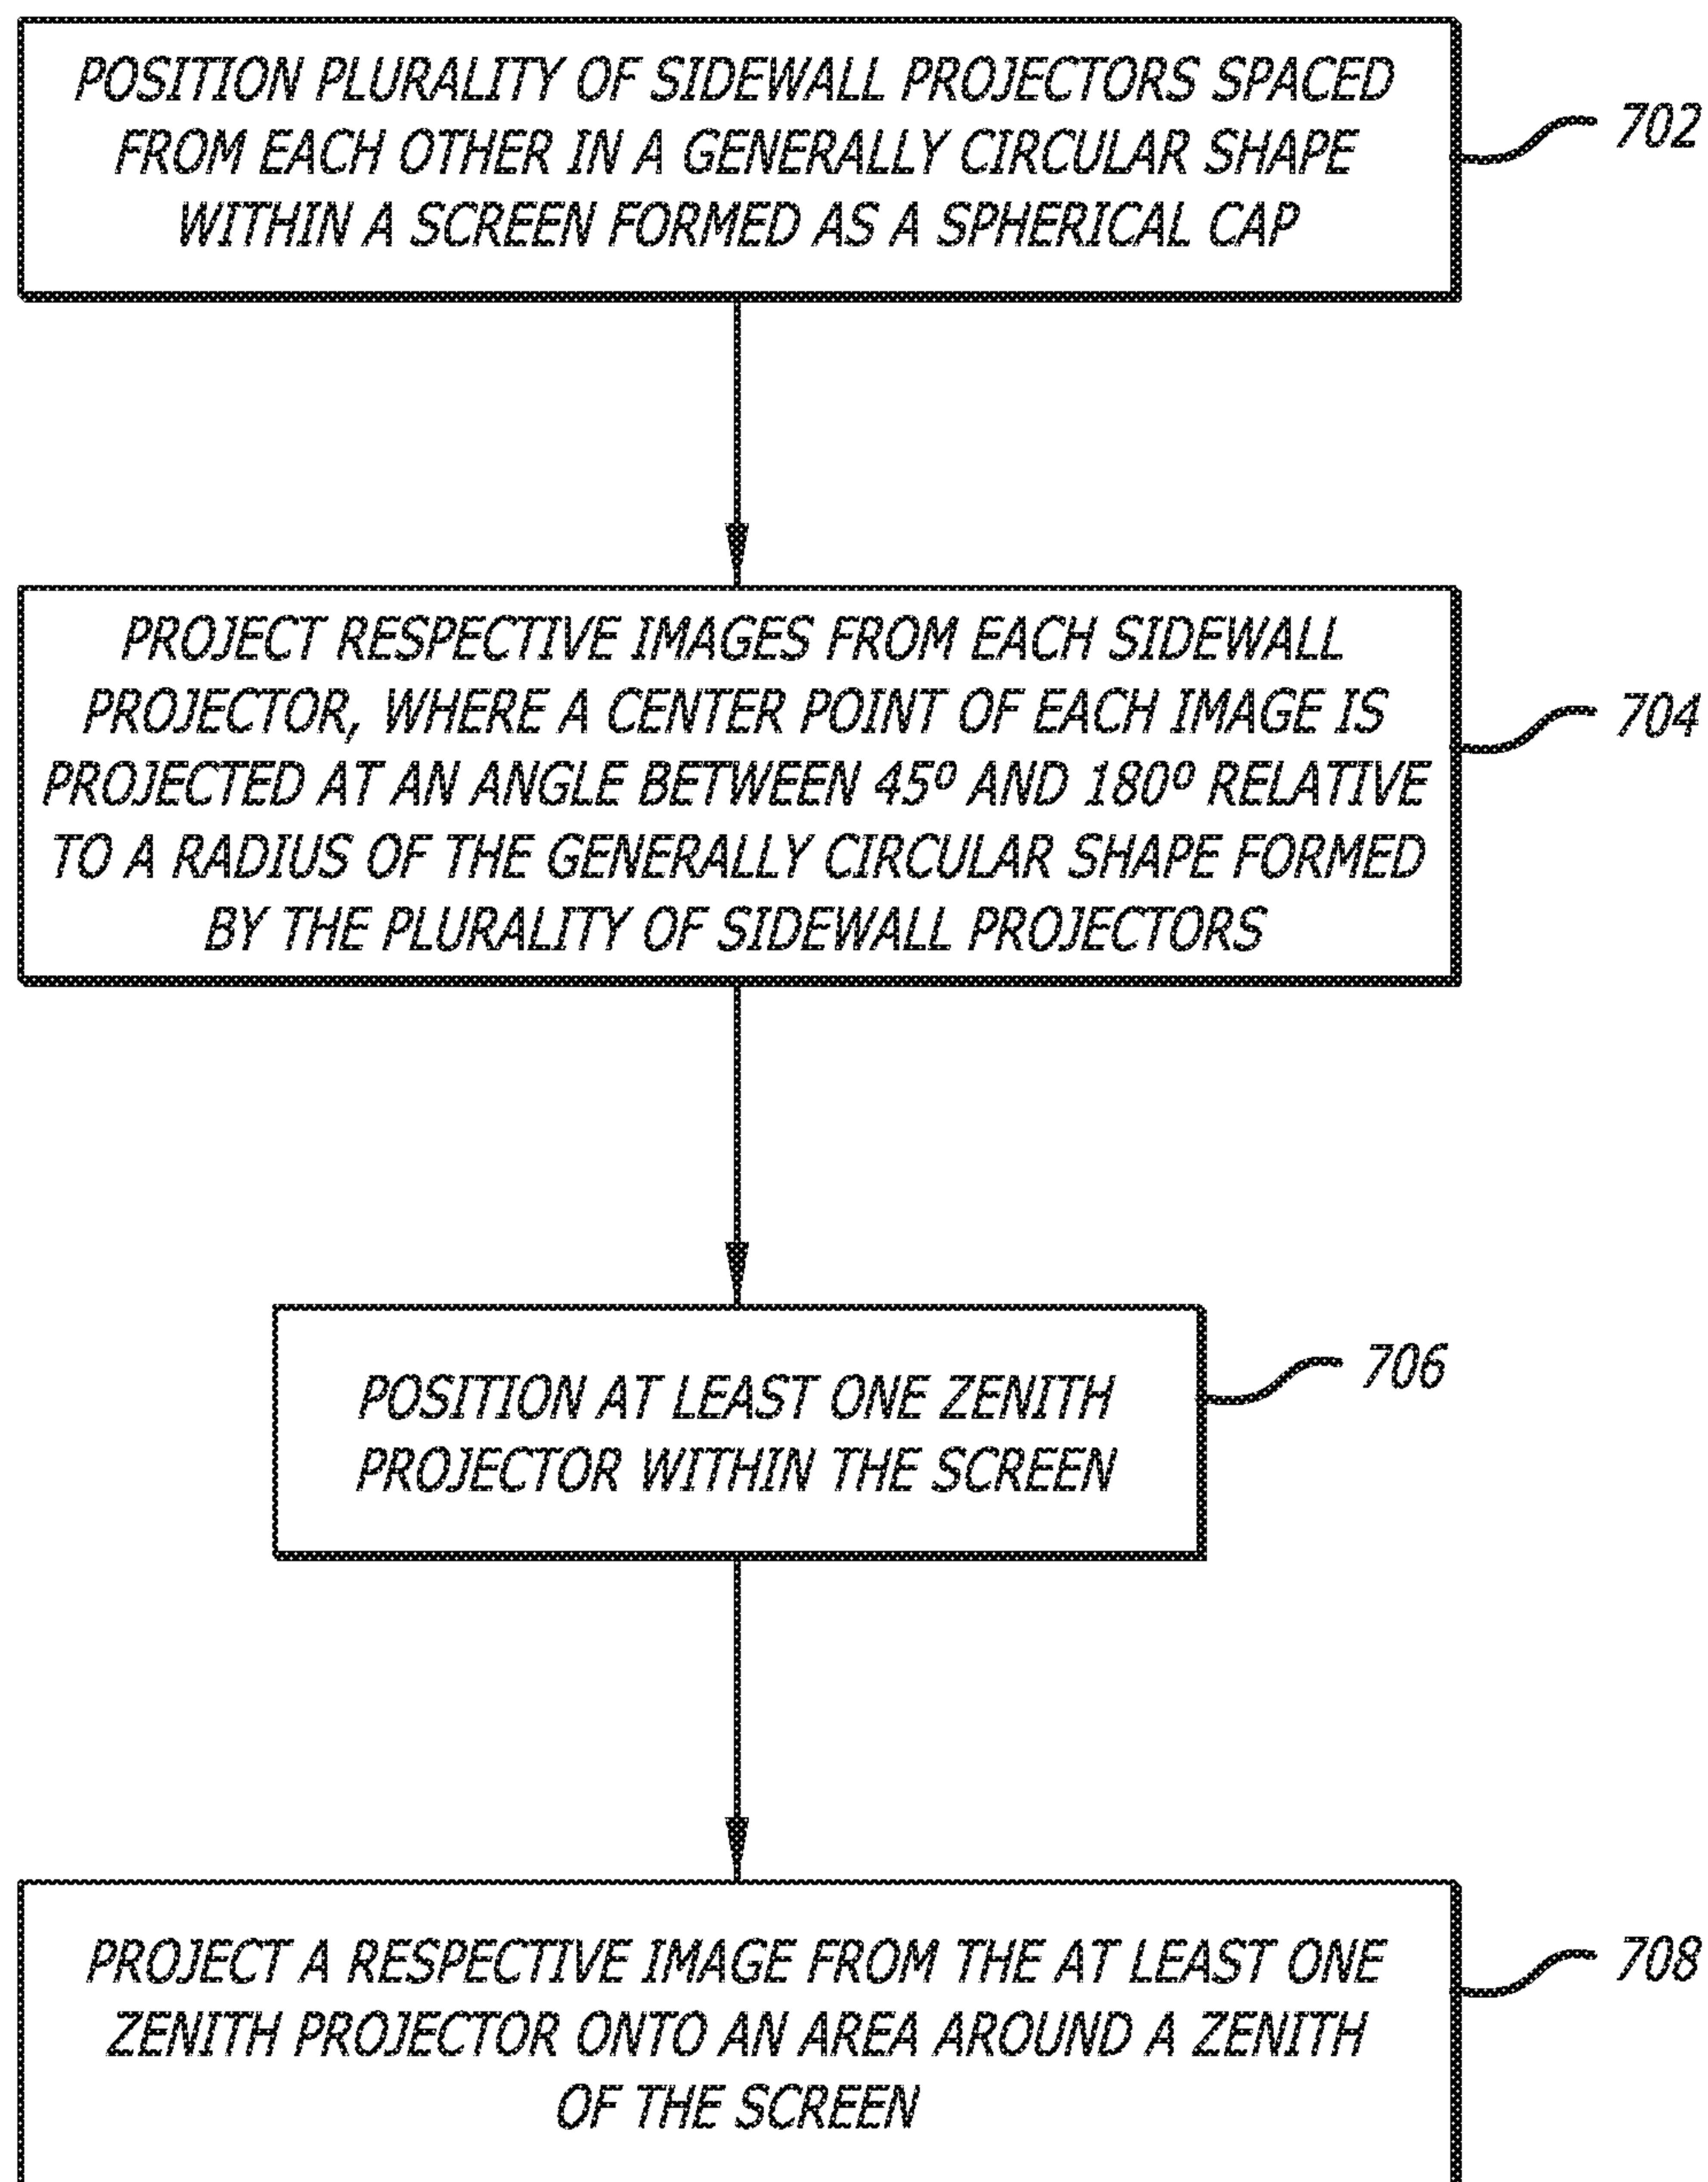 POSITION PLURALITY OF SIDEWALL PROJECTORS SPACED
FROM EACH OTHER IN A GENERALLY CIRCULAR SHAPE
WITHIN A SCREEN FORMED AS A SPHERICAL CAP
702
PROJECT RESPECTIVE IMAGES FROM EACH SIDEWALL
PROJECTOR, WHERE A CENTER POINT OF EACH IMAGE IS
PROJECTED AT AN ANGLE BETWEEN 45º AND 180º RELATIVE
TO A RADIUS OF THE GENERALLY CIRCULAR SHAPE FORMED
BY THE PLURALITY OF SIDEWALL PROJECTORS
704
POSITION AT LEAST ONE ZENITH
PROJECTOR WITHIN THE SCREEN
706
PROJECT A RESPECTIVE IMAGE FROM THE AT LEAST ONE
ZENITH PROJECTOR ONTO AN AREA AROUND A ZENITH
OF THE SCREEN
708